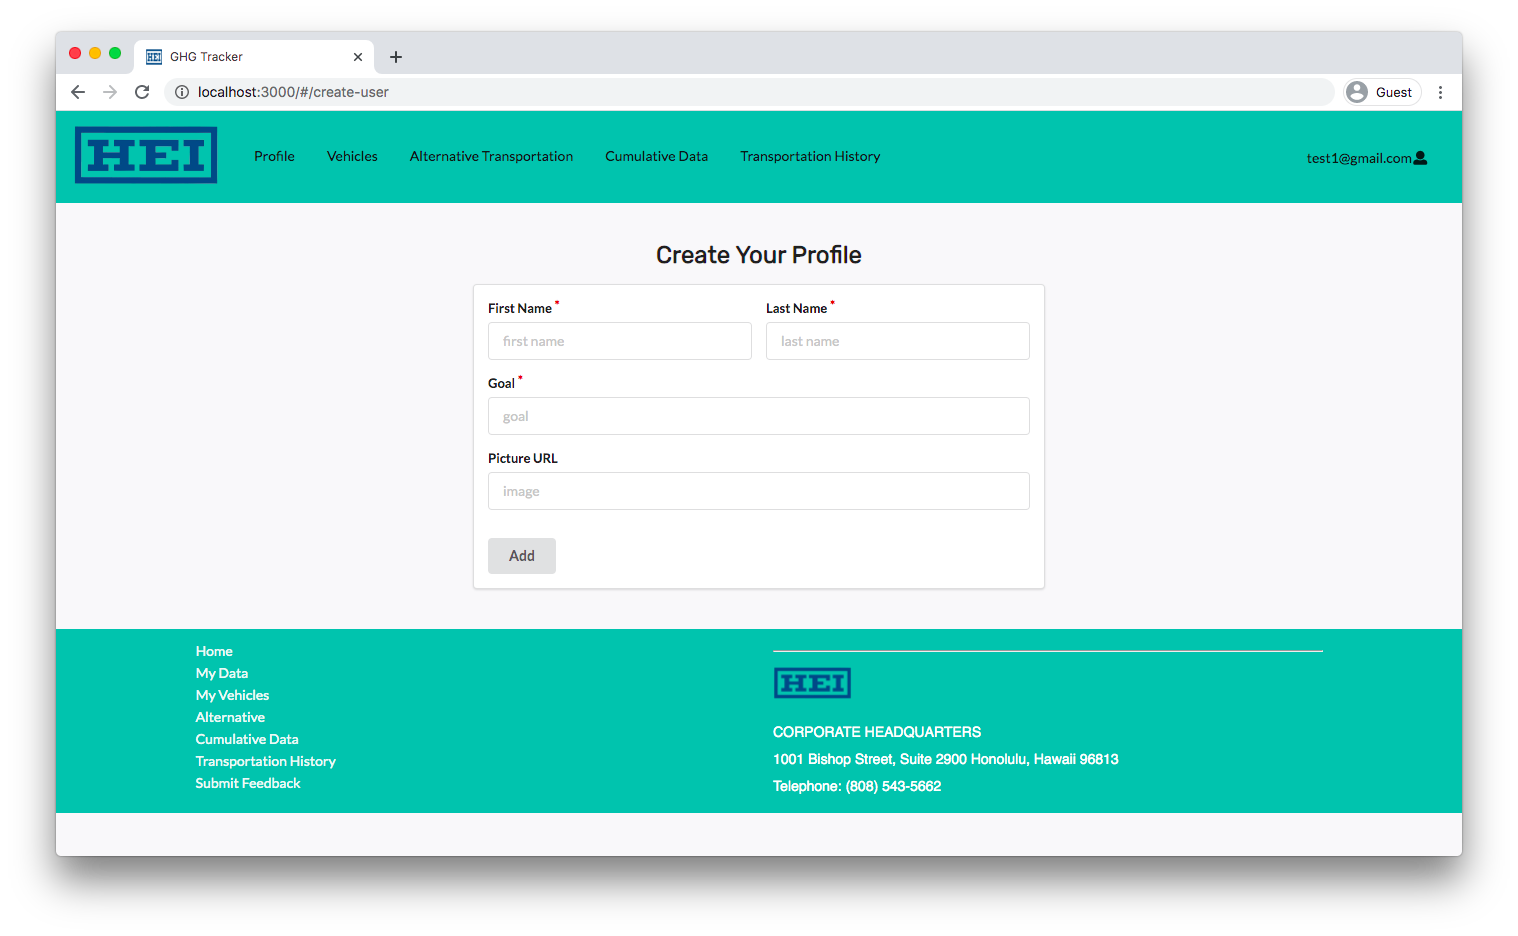 HEI GHG Tracker
localhost:3000/#/create-user
Guest
HEI
Profile Vehicles Alternative Transportation Cumulative Data Transportation History
test1@gmail.com
Create Your Profile
First Name * Last Name *
first name last name
Goal *
goal
Picture URL
image
Add
Home
My Data
My Vehicles
Alternative
Cumulative Data
Transportation History
Submit Feedback
HEI
CORPORATE HEADQUARTERS
1001 Bishop Street, Suite 2900 Honolulu, Hawaii 96813
Telephone: (808) 543-5662